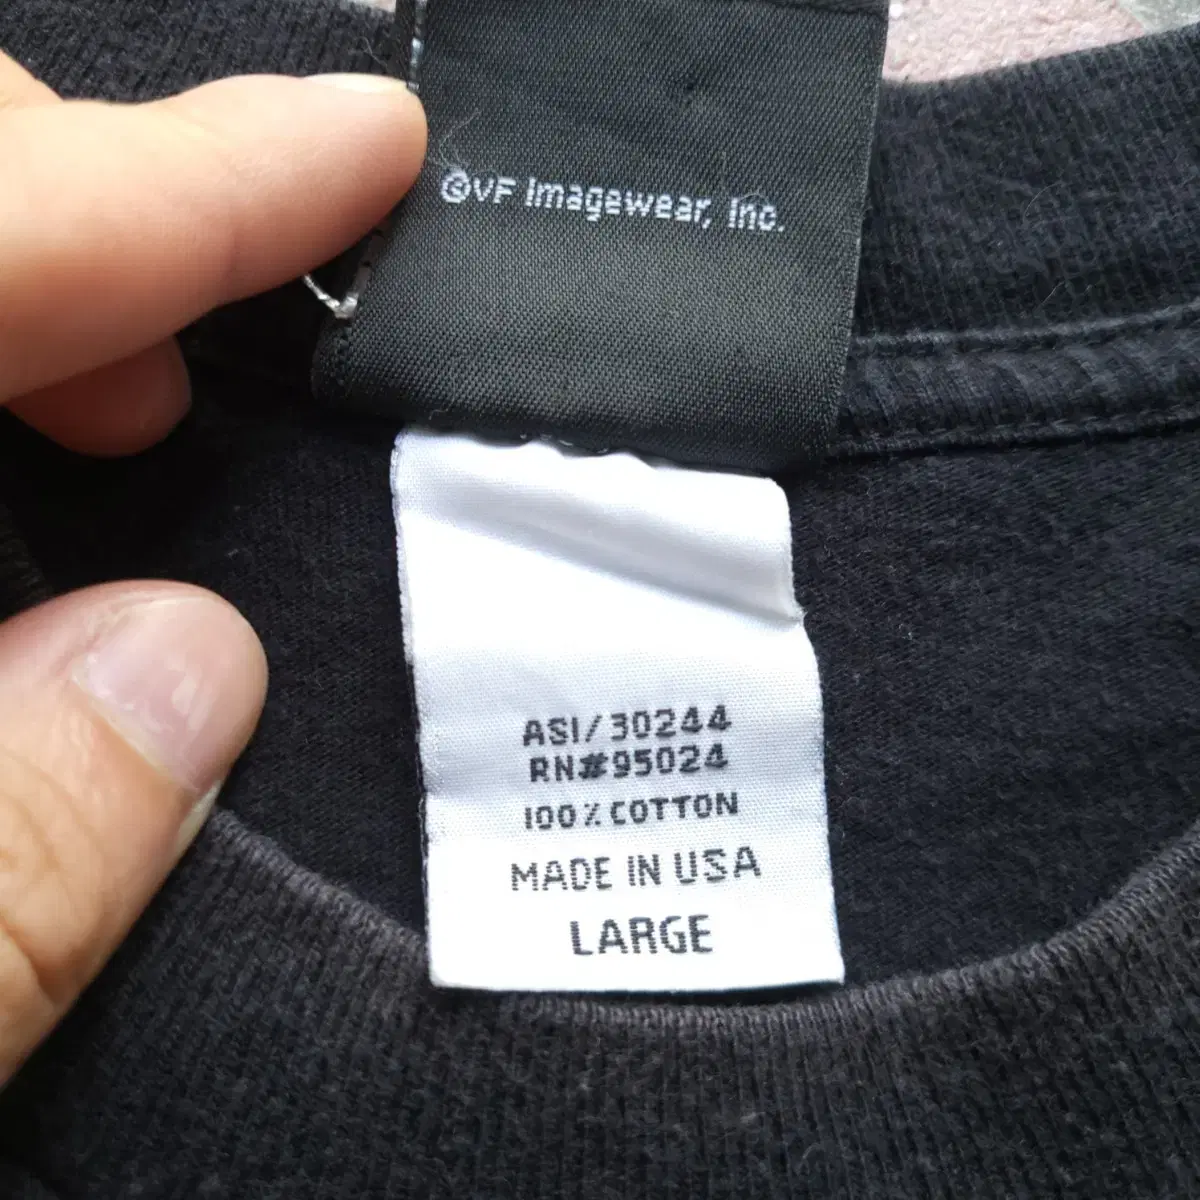 ©VF Imagewear, Inc.
ASI/30244
RN#95024
100% COTTON
MADE IN USA
LARGE